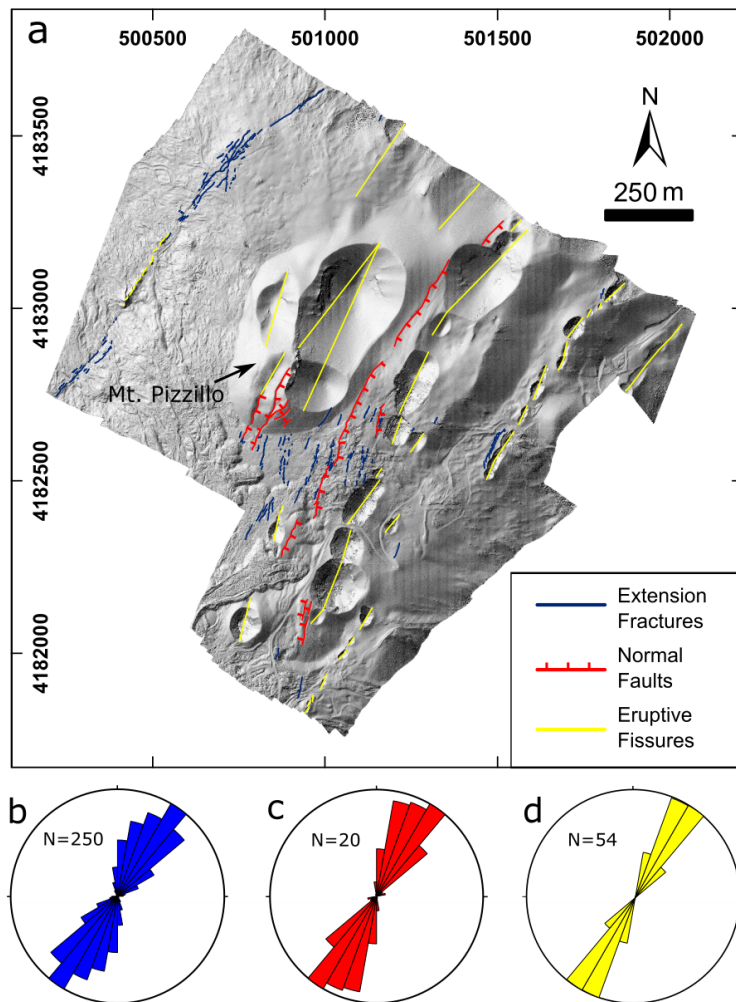 a
500500 501000 501500 502000
4183500
4183000
4182500
4182000
N
250 m
Mt. Pizzillo
Extension
Fractures
Normal
Faults
Eruptive
Fissures
b
N=250
c
N=20
d
N=54